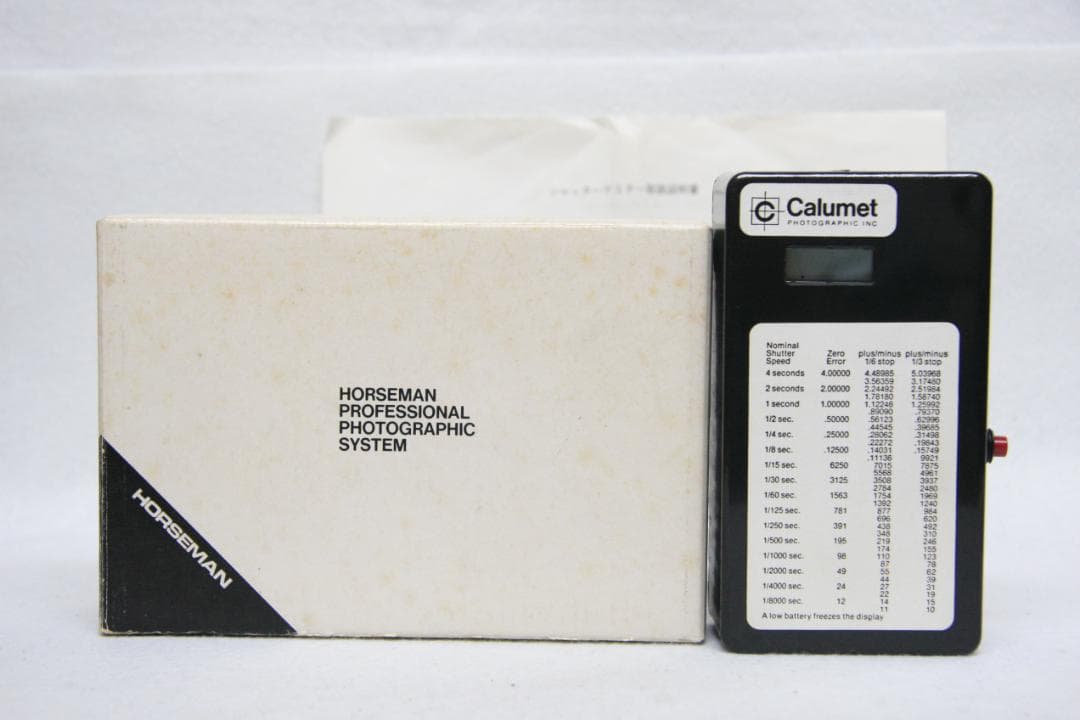 HORSEMAN
PROFESSIONAL
PHOTOGRAPHIC
SYSTEM
HORSEMAN
C Calumet
PHOTOGRAPHIC INC
Nominal
Shutter Zero plus/minus plus/minus
Speed Error 1/6 stop 1/3 stop
4 seconds 4.00000 4.48985 5.03968
3.56359 3.17480
2 seconds 2.00000 2.24492 2.51984
1.78180 1.58740
1 second 1.00000 1.12246 1.25992
.89090 .79370
1/2 sec. .50000 .56123 .62996
.44545 .39685
1/4 sec. .25000 .28062 .31498
.22272 .19843
1/8 sec. .12500 .14031 .15749
.11136 9921
1/15 sec. 6250 7015 7875
5568 4961
1/30 sec. 3125 3508 3937
2784 2480
1/60 sec. 1563 1754 1969
1392 1240
1/125 sec. 781 877 984
696 620
1/250 sec. 391 438 492
348 310
1/500 sec. 195 219 246
174 155
1/1000 sec. 98 110 123
87 78
1/2000 sec. 49 55 62
44 39
1/4000 sec. 24 27 31
22 19
1/8000 sec. 12 14 15
11 10
A low battery freezes the display